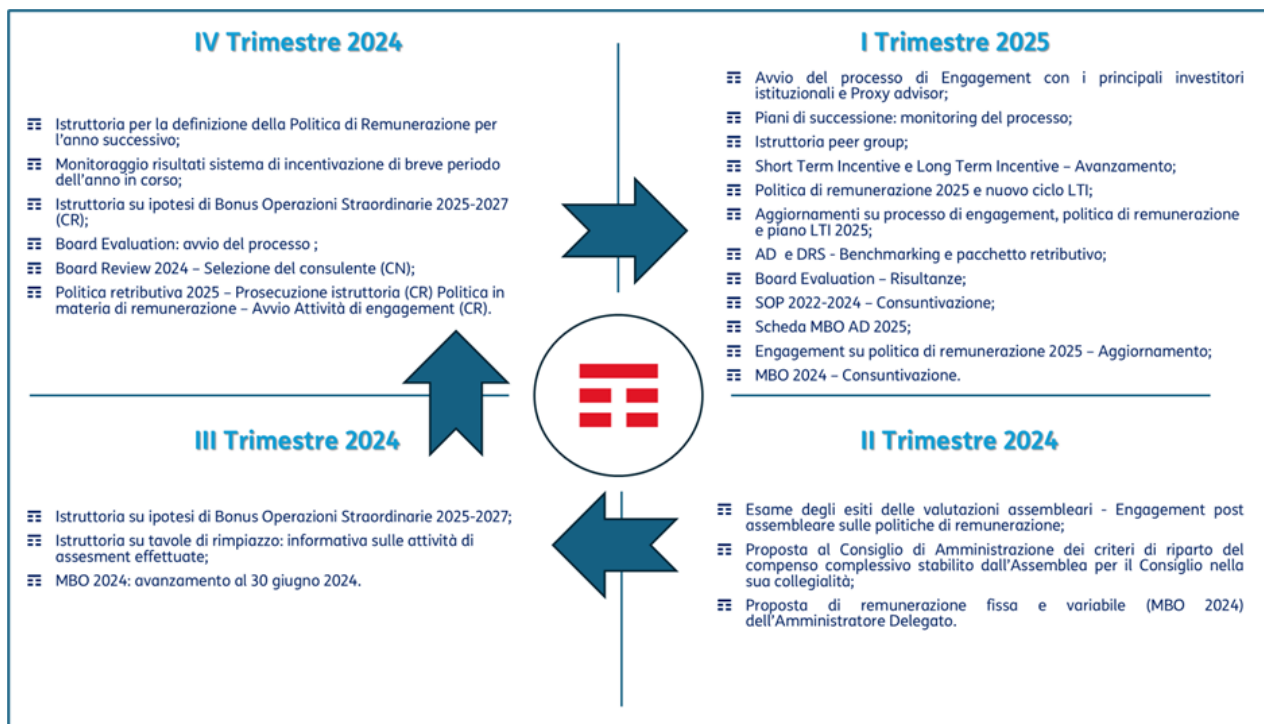 IV Trimestre 2024
Istruttoria per la definizione della Politica di Remunerazione per
l'anno successivo;
Monitoraggio risultati sistema di incentivazione di breve periodo
dell'anno in corso;
Istruttoria su ipotesi di Bonus Operazioni Straordinarie 2025-2027
(CR);
Board Evaluation: avvio del processo ;
Board Review 2024 – Selezione del consulente (CN);
Politica retributiva 2025 – Prosecuzione istruttoria (CR) Politica in
materia di remunerazione – Avvio Attività di engagement (CR).
I Trimestre 2025
Avvio del processo di Engagement con i principali investitori
istituzionali e Proxy advisor;
Piani di successione: monitoring del processo;
Istruttoria peer group;
Short Term Incentive e Long Term Incentive – Avanzamento;
Politica di remunerazione 2025 e nuovo ciclo LTI;
Aggiornamenti su processo di engagement, politica di remunerazione
e piano LTI 2025;
AD e DRS - Benchmarking e pacchetto retributivo;
Board Evaluation – Risultanze;
SOP 2022-2024 – Consuntivazione;
Scheda MBO AD 2025;
Engagement su politica di remunerazione 2025 – Aggiornamento;
MBO 2024 – Consuntivazione.
III Trimestre 2024
Istruttoria su ipotesi di Bonus Operazioni Straordinarie 2025-2027;
Istruttoria su tavole di rimpiazzo: informativa sulle attività di
assesment effettuate;
MBO 2024: avanzamento al 30 giugno 2024.
II Trimestre 2024
Esame degli esiti delle valutazioni assembleari - Engagement post
assembleare sulle politiche di remunerazione;
Proposta al Consiglio di Amministrazione dei criteri di riparto del
compenso complessivo stabilito dall'Assemblea per il Consiglio nella
sua collegialità;
Proposta di remunerazione fissa e variabile (MBO 2024)
dell'Amministratore Delegato.